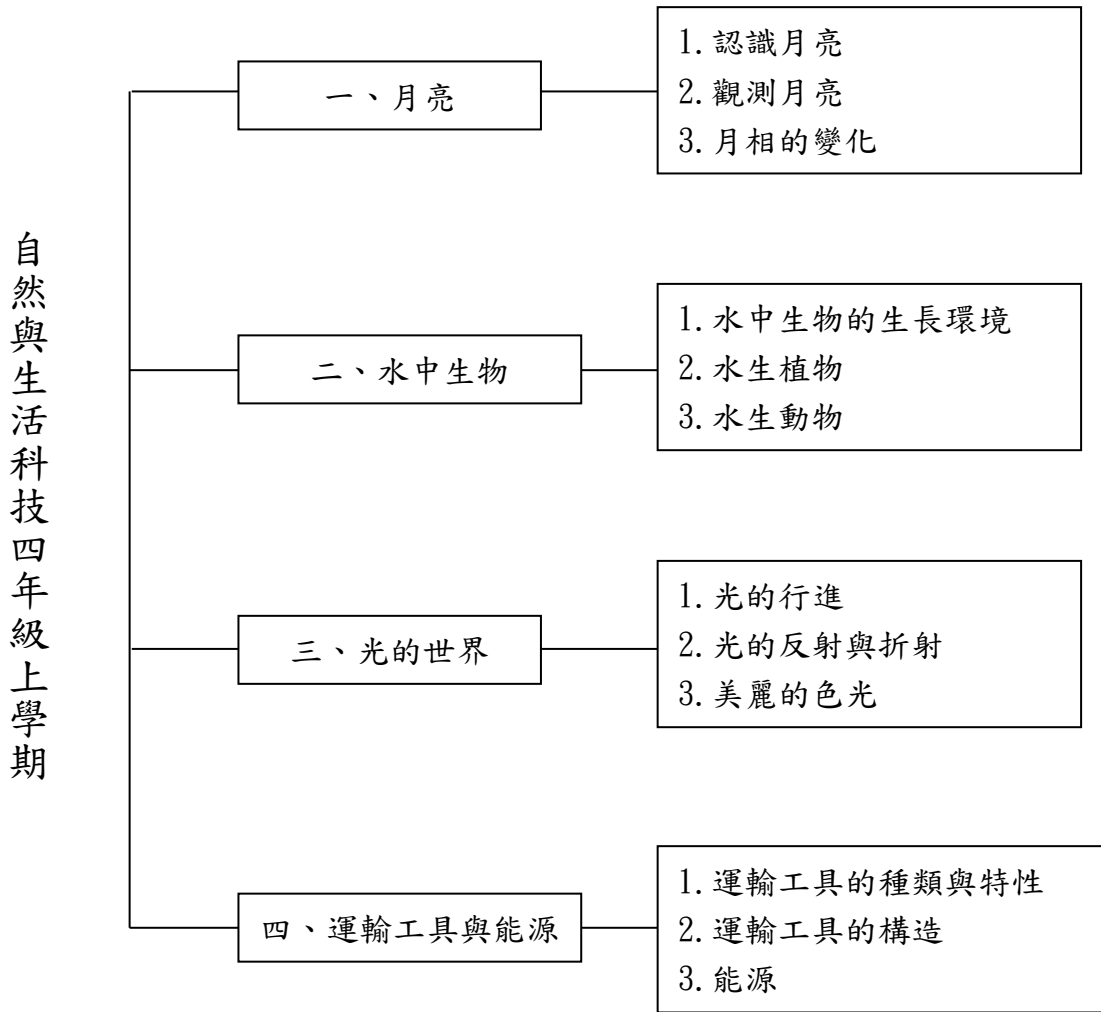 自然與生活科技四年級上學期
一、月亮
1.認識月亮
2.觀測月亮
3.月相的變化
二、水中生物
1.水中生物的生長環境
2.水生植物
3.水生動物
三、光的世界
1.光的行進
2.光的反射與折射
3.美麗的色光
四、運輸工具與能源
1.運輸工具的種類與特性
2.運輸工具的構造
3.能源